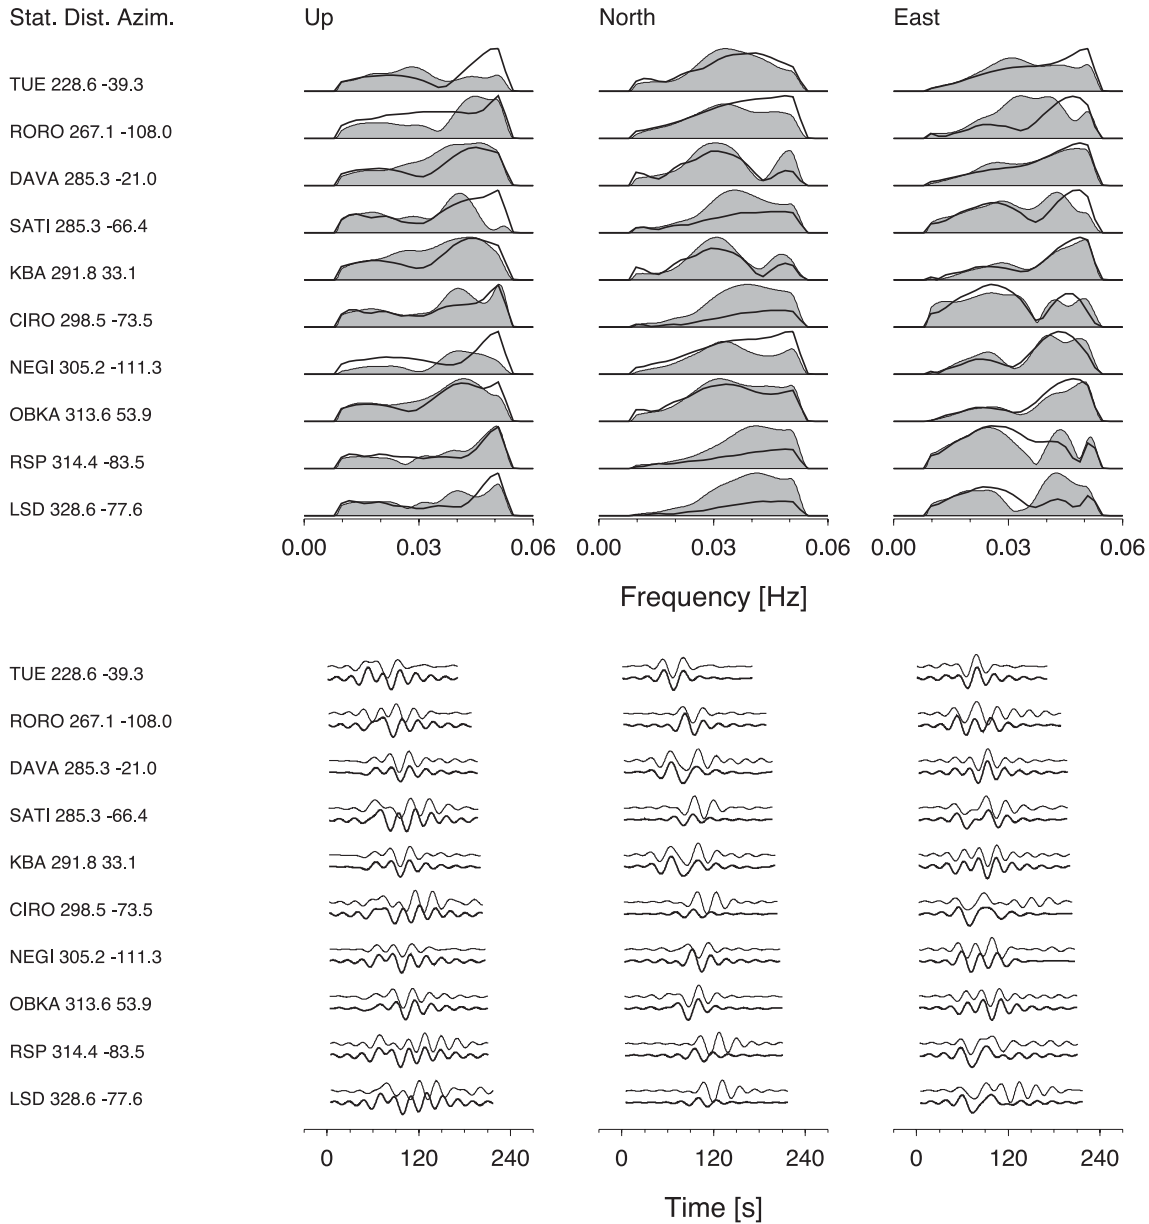 Stat. Dist. Azim. Up North East
TUE 228.6 -39.3
RORO 267.1 -108.0
DAVA 285.3 -21.0
SATI 285.3 -66.4
KBA 291.8 33.1
CIRO 298.5 -73.5
NEGI 305.2 -111.3
OBKA 313.6 53.9
RSP 314.4 -83.5
LSD 328.6 -77.6
0.00 0.03 0.06 0.00 0.03 0.06 0.00 0.03 0.06
Frequency [Hz]
TUE 228.6 -39.3
RORO 267.1 -108.0
DAVA 285.3 -21.0
SATI 285.3 -66.4
KBA 291.8 33.1
CIRO 298.5 -73.5
NEGI 305.2 -111.3
OBKA 313.6 53.9
RSP 314.4 -83.5
LSD 328.6 -77.6
0 120 240 0 120 240 0 120 240
Time [s]